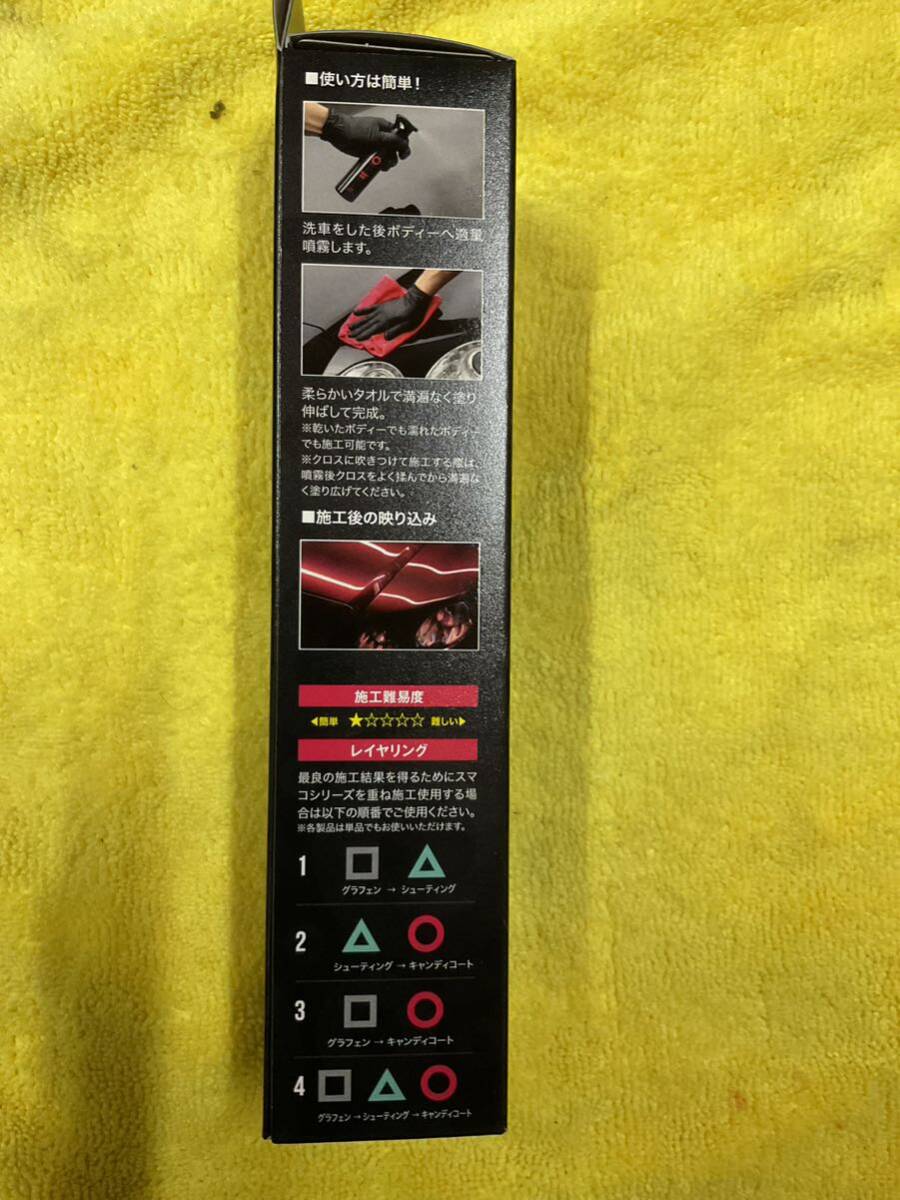 ■使い方は簡単！
洗車をした後ボディーへ適量
噴霧します。
柔らかいタオルで満遍なく塗り
伸ばして完成。
※乾いたボディーでも濡れたボディー
でも施工可能です。
※クロスに吹きつけて施工する際は、
噴霧後クロスをよく揉んでから満遍な
く塗り広げてください。
■施工後の映り込み
施工難易度
◀簡単 ★☆☆☆☆ 難しい▶
レイヤリング
最良の施工結果を得るためにスマ
コシリーズを重ね施工使用する場
合は以下の順番でご使用ください。
※各製品は単品でもお使いいただけます。
1
グラフェン → シューティング
2
シューティング → キャンディコート
3
グラフェン → キャンディコート
4
グラフェン → シューティング → キャンディコート